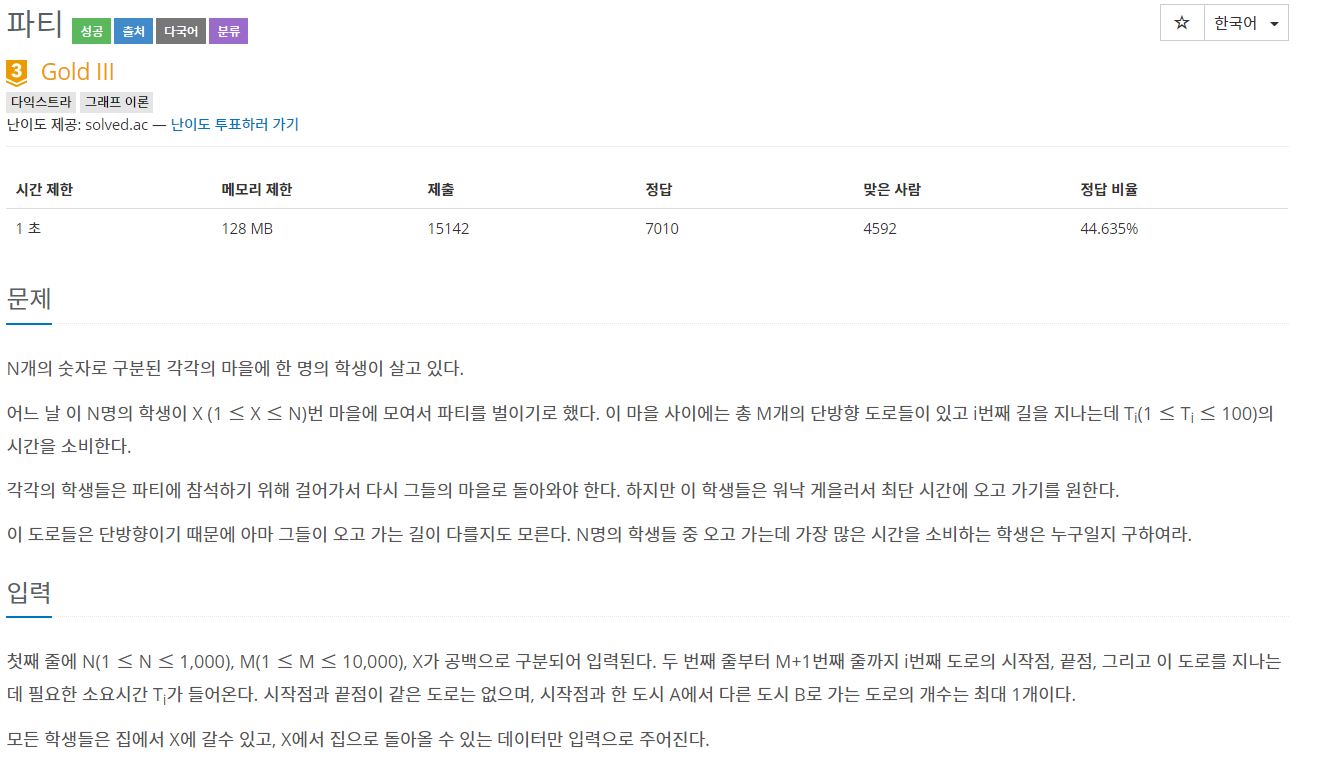 파티 성공 출처 다국어 분류 ☆ 한국어
3 Gold III
다익스트라 그래프 이론
난이도 제공: solved.ac — 난이도 투표하러 가기
시간 제한 메모리 제한 제출 정답 맞은 사람 정답 비율
1 초 128 MB 15142 7010 4592 44.635%
문제
N개의 숫자로 구분된 각각의 마을에 한 명의 학생이 살고 있다.
어느 날 이 N명의 학생이 X (1 ≤ X ≤ N)번 마을에 모여서 파티를 벌이기로 했다. 이 마을 사이에는 총 M개의 단방향 도로들이 있고 i번째 길을 지나는데 Ti(1 ≤ Ti ≤ 100)의
시간을 소비한다.
각각의 학생들은 파티에 참석하기 위해 걸어가서 다시 그들의 마을로 돌아와야 한다. 하지만 이 학생들은 워낙 게을러서 최단 시간에 오고 가기를 원한다.
이 도로들은 단방향이기 때문에 아마 그들이 오고 가는 길이 다를지도 모른다. N명의 학생들 중 오고 가는데 가장 많은 시간을 소비하는 학생은 누구일지 구하여라.
입력
첫째 줄에 N(1 ≤ N ≤ 1,000), M(1 ≤ M ≤ 10,000), X가 공백으로 구분되어 입력된다. 두 번째 줄부터 M+1번째 줄까지 i번째 도로의 시작점, 끝점, 그리고 이 도로를 지나는
데 필요한 소요시간 Ti가 들어온다. 시작점과 끝점이 같은 도로는 없으며, 시작점과 한 도시 A에서 다른 도시 B로 가는 도로의 개수는 최대 1개이다.
모든 학생들은 집에서 X에 갈수 있고, X에서 집으로 돌아올 수 있는 데이터만 입력으로 주어진다.